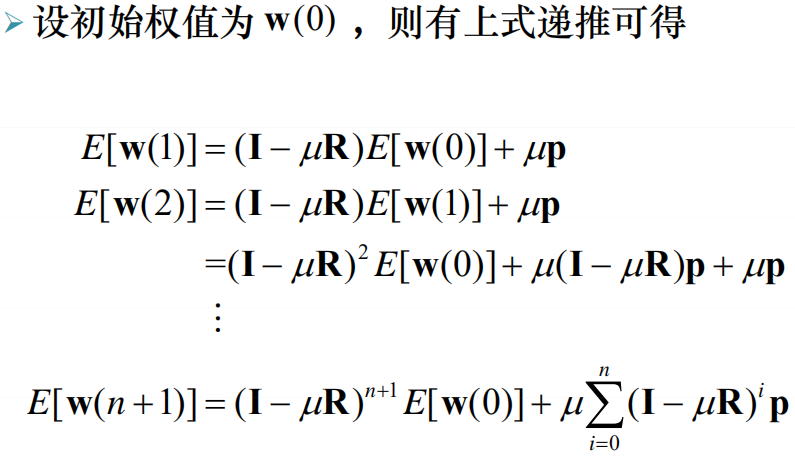 ➢设初始权值为 w(0) ，则有上式递推可得
E[w(1)] = (I − μR)E[w(0)] + μp
E[w(2)] = (I − μR)E[w(1)] + μp
=(I − μR)² E[w(0)] + μ(I − μR)p + μp
⋮
E[w(n+1)] = (I − μR)ⁿ⁺¹ E[w(0)] + μ∑ⁿᵢ₌₀(I − μR)ⁱ p